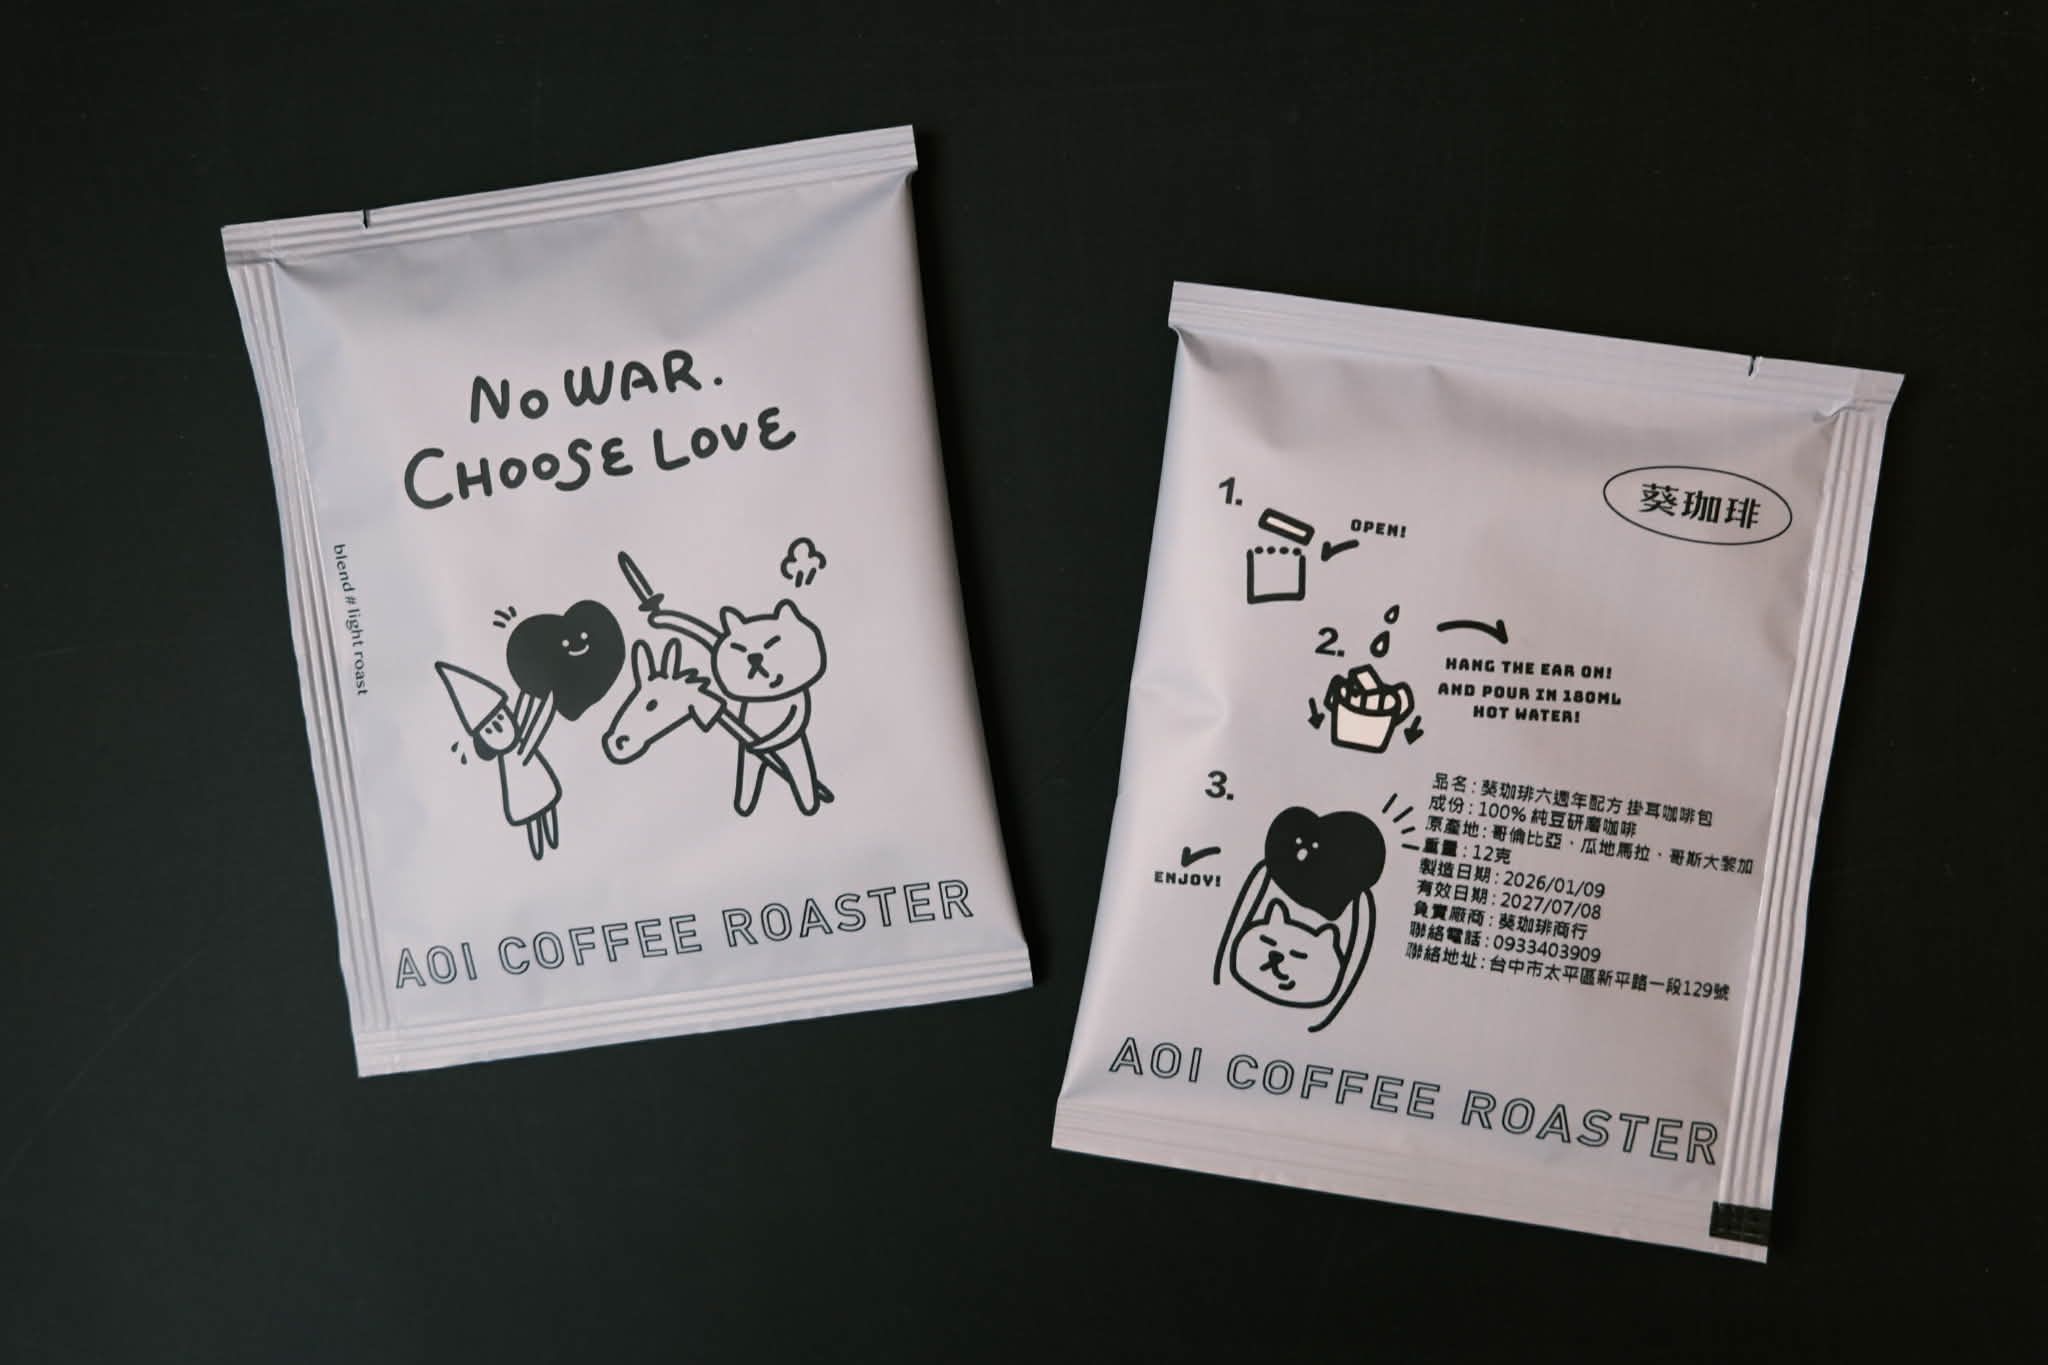 No WAR.
CHOOSE LOVE
blend # light roast
AOI COFFEE ROASTER
葵珈琲
1.
OPEN!
2.
HANG THE EAR ON!
AND POUR IN 180ML
HOT WATER!
3.
ENJOY!
品名：葵珈琲六週年配方 掛耳咖啡包
成份：100% 純豆研磨咖啡
原產地：哥倫比亞、瓜地馬拉、哥斯大黎加
重量：12克
製造日期：2026/01/09
有效日期：2027/07/08
負責廠商：葵珈琲商行
聯絡電話：0933403909
聯絡地址：台中市太平區新平路一段129號
AOI COFFEE ROASTER